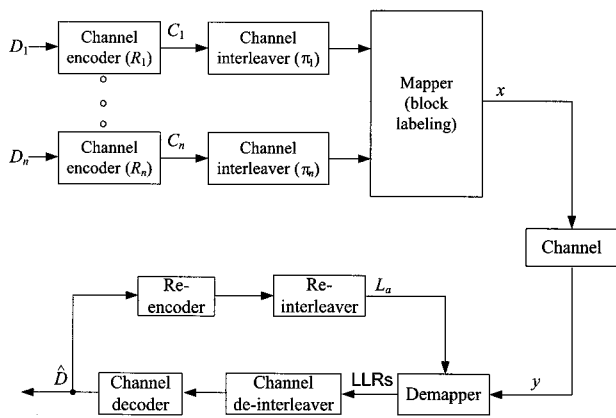 D₁
Channel
encoder (R₁)
C₁
Channel
interleaver (π₁)
Mapper
(block
labeling)
x
Dₙ
Channel
encoder (Rₙ)
Cₙ
Channel
interleaver (πₙ)
Channel
Re-
encoder
Re-
interleaver
Lₐ
D̂
Channel
decoder
Channel
de-interleaver
LLRs
Demapper
y